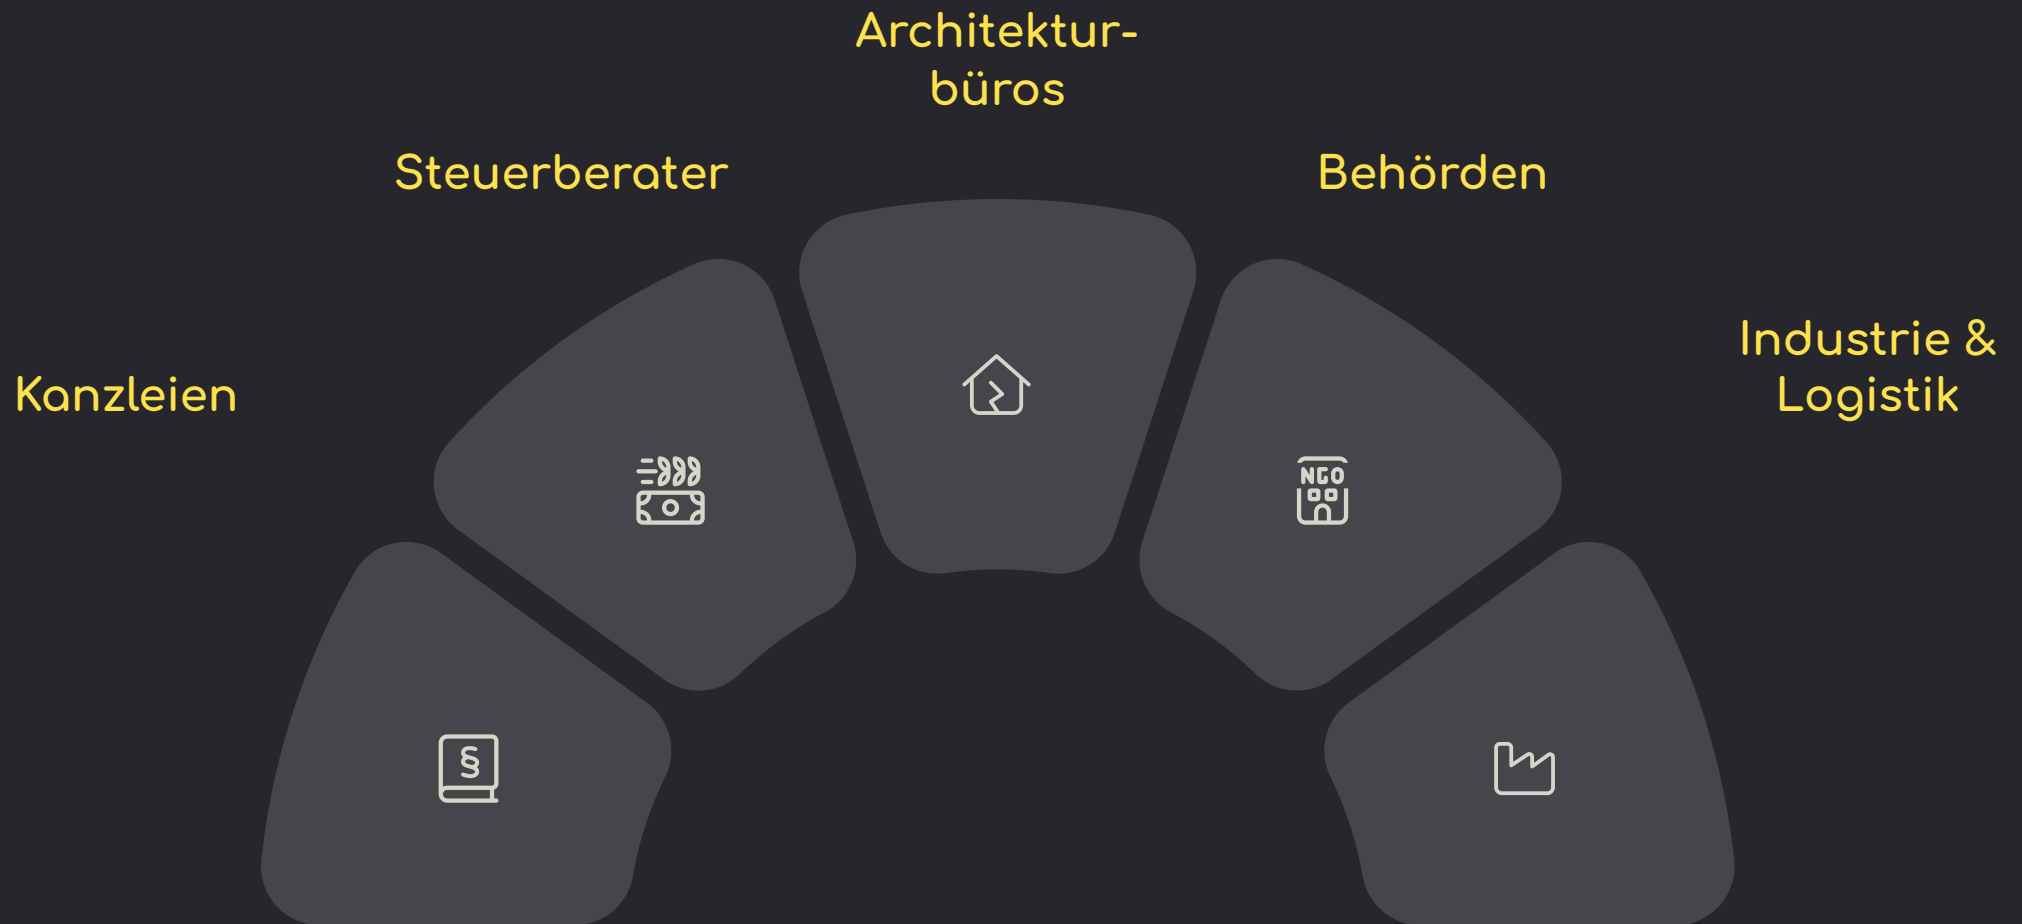 Architektur-
büros
Steuerberater
Behörden
Industrie &
Logistik
Kanzleien
NGO
§